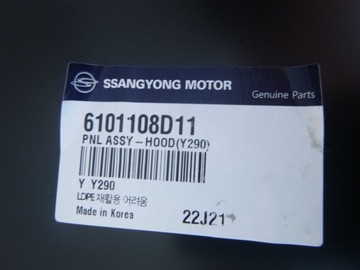 SSANGYONG MOTOR
Genuine Parts
6101108D11
PNL ASSY-HOOD(Y290)
Y Y290
LDPE 재활용 어려움
Made in Korea
22J21